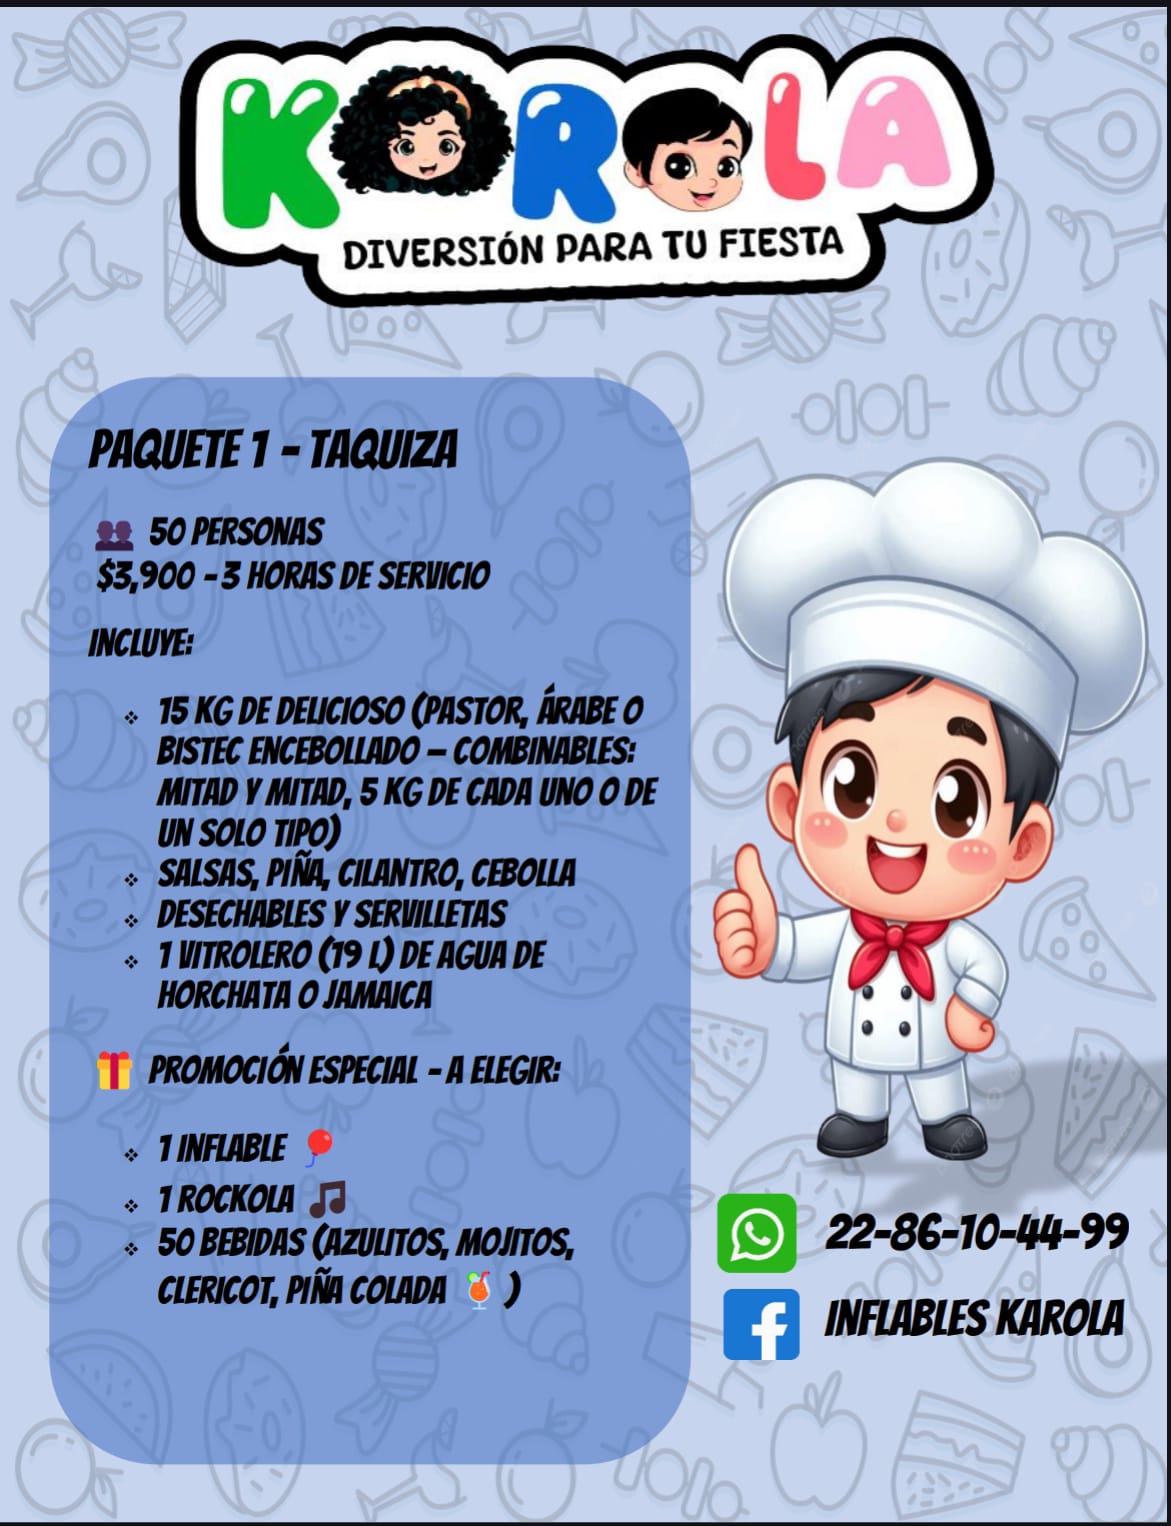 KAROLA
DIVERSIÓN PARA TU FIESTA
PAQUETE 1 - TAQUIZA
50 PERSONAS
$3,900 - 3 HORAS DE SERVICIO
INCLUYE:
15 KG DE DELICIOSO (PASTOR, ÁRABE O
BISTEC ENCEBOLLADO – COMBINABLES:
MITAD Y MITAD, 5 KG DE CADA UNO O DE
UN SOLO TIPO)
SALSAS, PIÑA, CILANTRO, CEBOLLA
DESECHABLES Y SERVILLETAS
1 VITROLERO (19 L) DE AGUA DE
HORCHATA O JAMAICA
PROMOCIÓN ESPECIAL - A ELEGIR:
1 INFLABLE
1 ROCKOLA
50 BEBIDAS (AZULITOS, MOJITOS,
CLERICOT, PIÑA COLADA 🍹 )
22-86-10-44-99
INFLABLES KAROLA